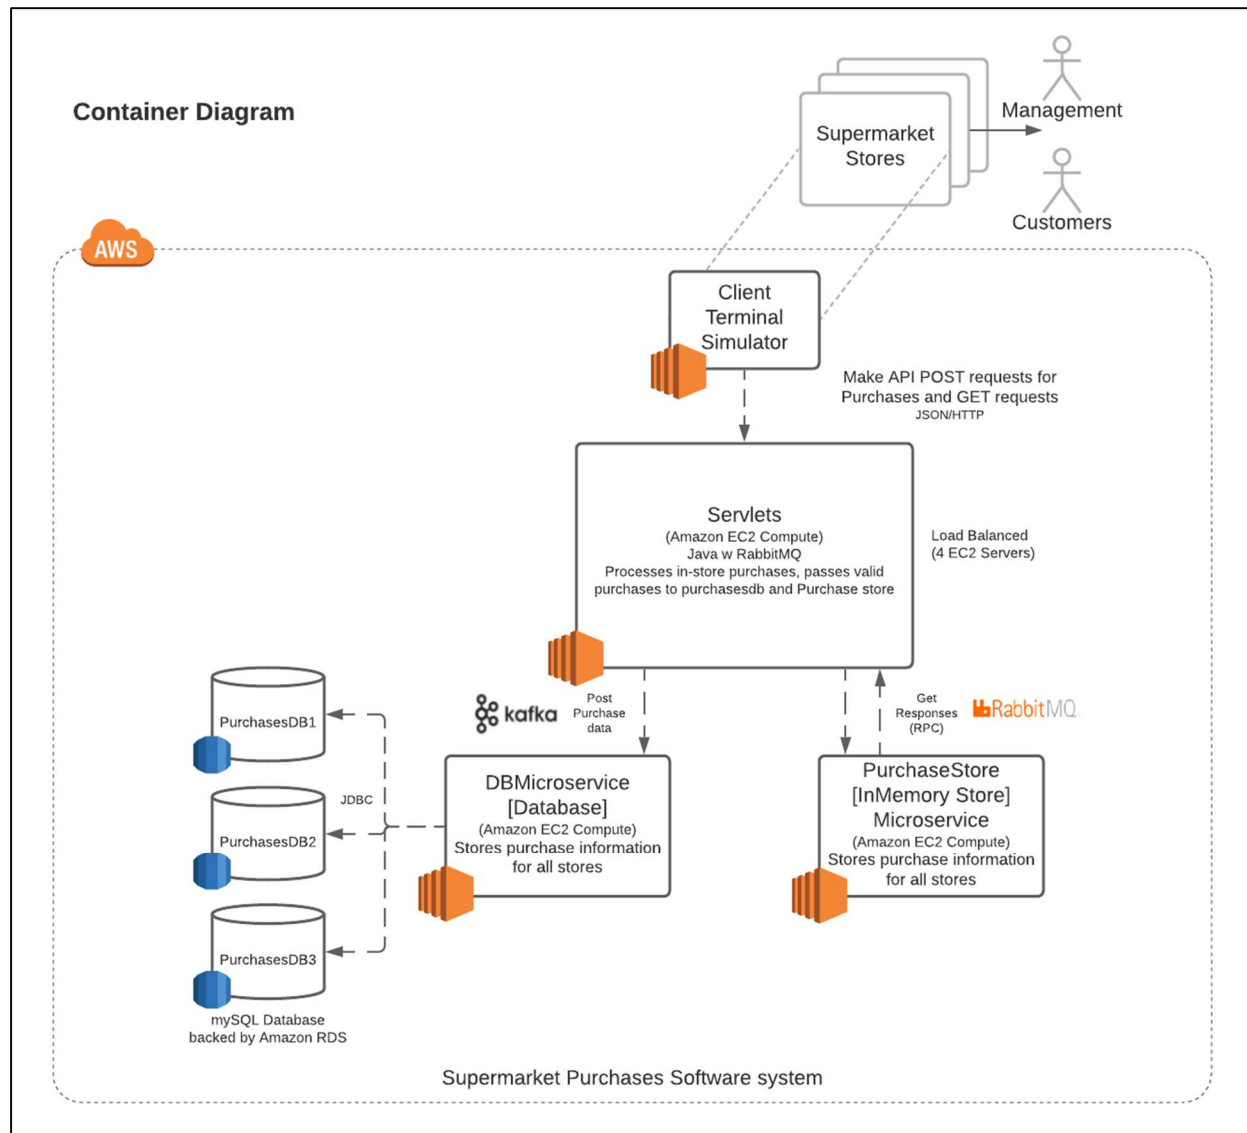 Container Diagram
Supermarket
Stores
Management
Customers
AWS
Client
Terminal
Simulator
Make API POST requests for
Purchases and GET requests
JSON/HTTP
Servlets
(Amazon EC2 Compute)
Java w RabbitMQ
Processes in-store purchases, passes valid
purchases to purchasesdb and Purchase store
Load Balanced
(4 EC2 Servers)
kafka
Post
Purchase
data
Get
Responses
(RPC)
RabbitMQ
PurchasesDB1
JDBC
PurchasesDB2
PurchasesDB3
mySQL Database
backed by Amazon RDS
DBMicroservice
[Database]
(Amazon EC2 Compute)
Stores purchase information
for all stores
PurchaseStore
[InMemory Store]
Microservice
(Amazon EC2 Compute)
Stores purchase information
for all stores
Supermarket Purchases Software system